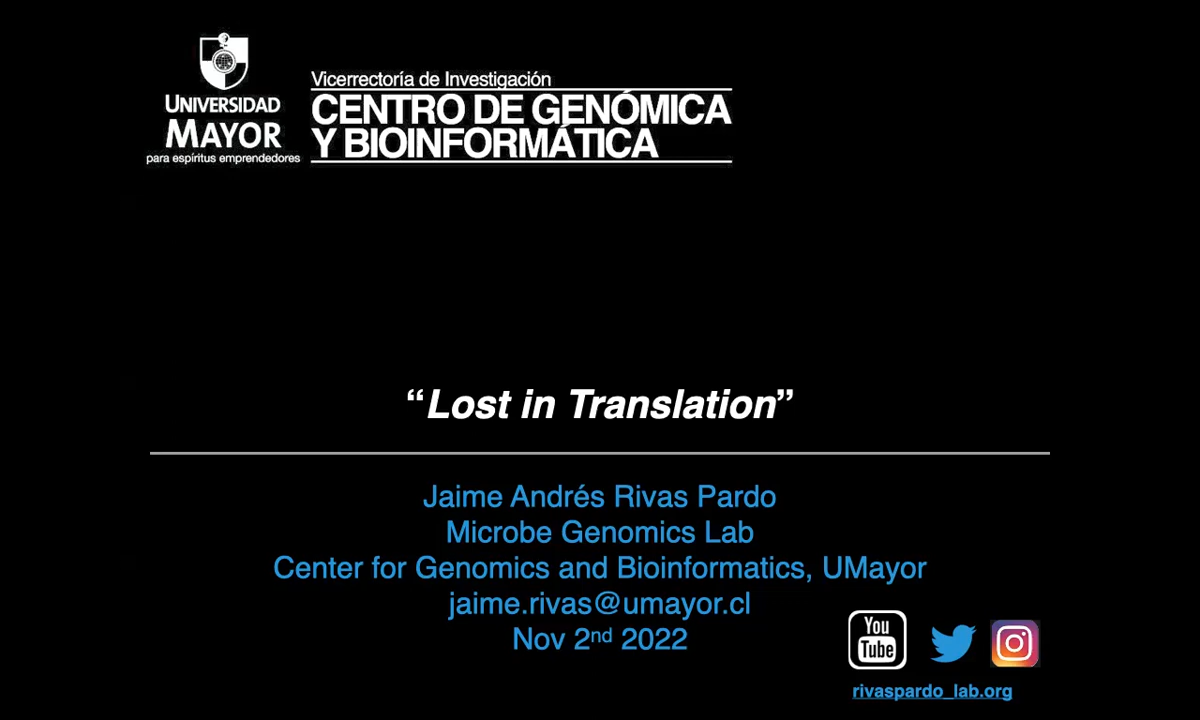 UNIVERSIDAD
MAYOR
para espíritus emprendedores
Vicerrectoría de Investigación
CENTRO DE GENÓMICA
Y BIOINFORMÁTICA
“Lost in Translation”
Jaime Andrés Rivas Pardo
Microbe Genomics Lab
Center for Genomics and Bioinformatics, UMayor
jaime.rivas@umayor.cl
Nov 2nd 2022
You
Tube
rivaspardo_lab.org